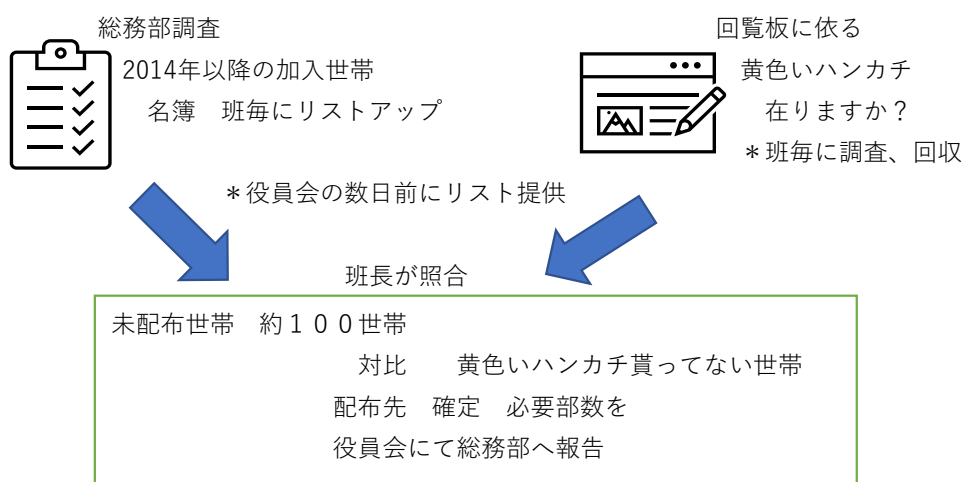 総務部調査
2014年以降の加入世帯
名簿　班毎にリストアップ
回覧板に依る
黄色いハンカチ
在りますか？
＊班毎に調査、回収
＊役員会の数日前にリスト提供
班長が照合
未配布世帯　約１００世帯
対比　　黄色いハンカチ貰ってない世帯
配布先　確定　必要部数を
役員会にて総務部へ報告